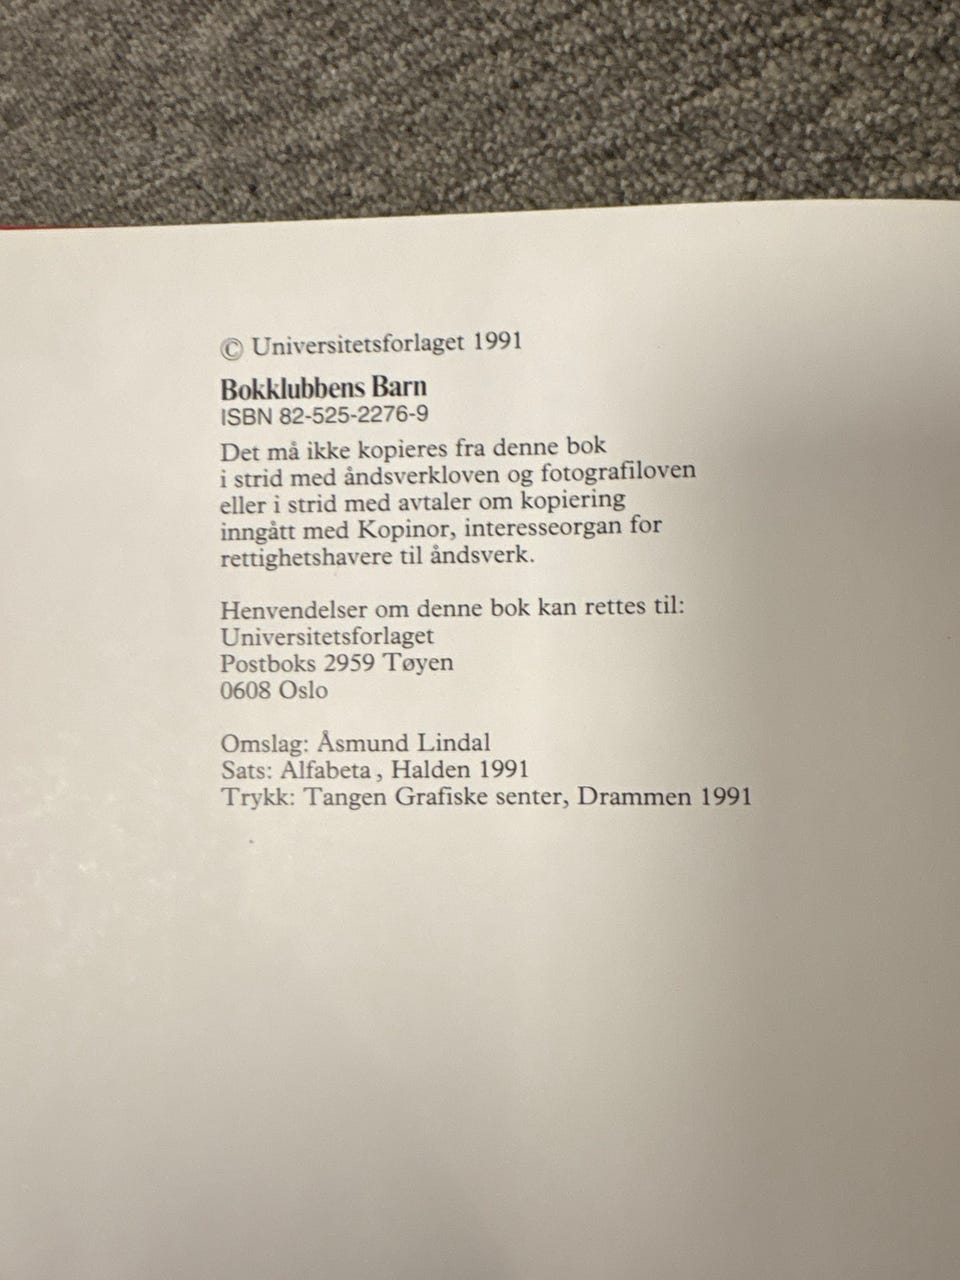 © Universitetsforlaget 1991
Bokklubbens Barn
ISBN 82-525-2276-9
Det må ikke kopieres fra denne bok
i strid med åndsverkloven og fotografiloven
eller i strid med avtaler om kopiering
inngått med Kopinor, interesseorgan for
rettighetshavere til åndsverk.
Henvendelser om denne bok kan rettes til:
Universitetsforlaget
Postboks 2959 Tøyen
0608 Oslo
Omslag: Åsmund Lindal
Sats: Alfabeta, Halden 1991
Trykk: Tangen Grafiske senter, Drammen 1991